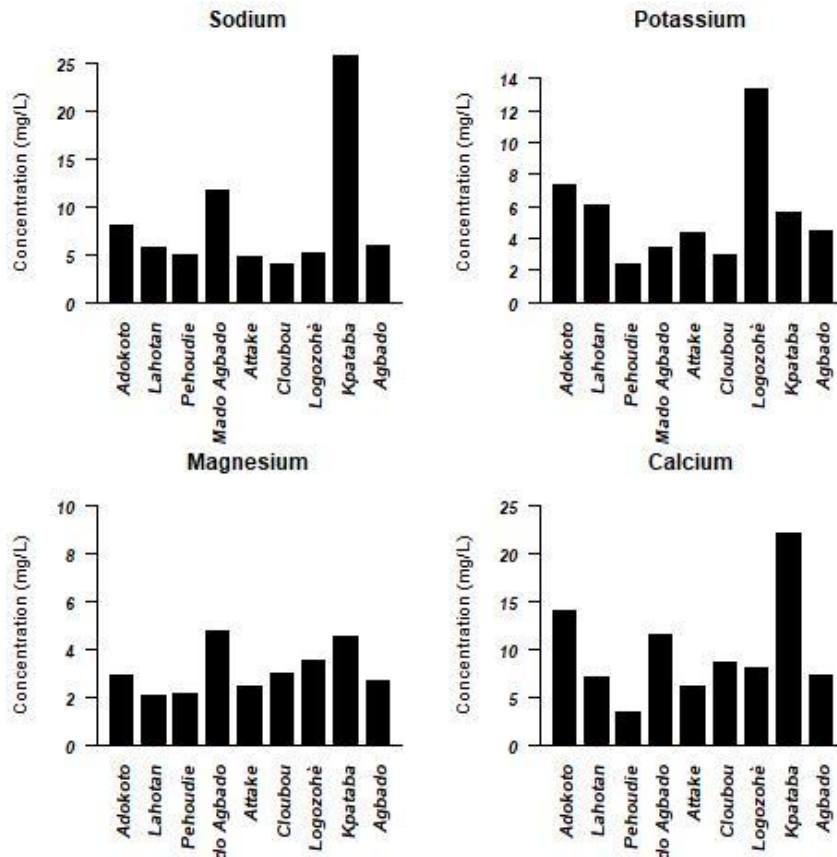 Sodium
Concentration (mg/L)
25
20
15
10
5
0
Adokoto
Lahotan
Pehoudie
Mado Agbado
Attake
Cloubou
Logozohè
Kpataba
Agbado
Potassium
14
12
10
8
6
4
2
0
Adokoto
Lahotan
Pehoudie
Mado Agbado
Attake
Cloubou
Logozohè
Kpataba
Agbado
Magnesium
Concentration (mg/L)
10
8
6
4
2
0
Adokoto
Lahotan
Pehoudie
do Agbado
Attake
Cloubou
Logozohè
Kpataba
Agbado
Calcium
Concentration (mg/L)
25
20
15
10
5
0
Adokoto
Lahotan
Pehoudie
do Agbado
Attake
Cloubou
Logozohè
Kpataba
Agbado
Concentration (mg/L)